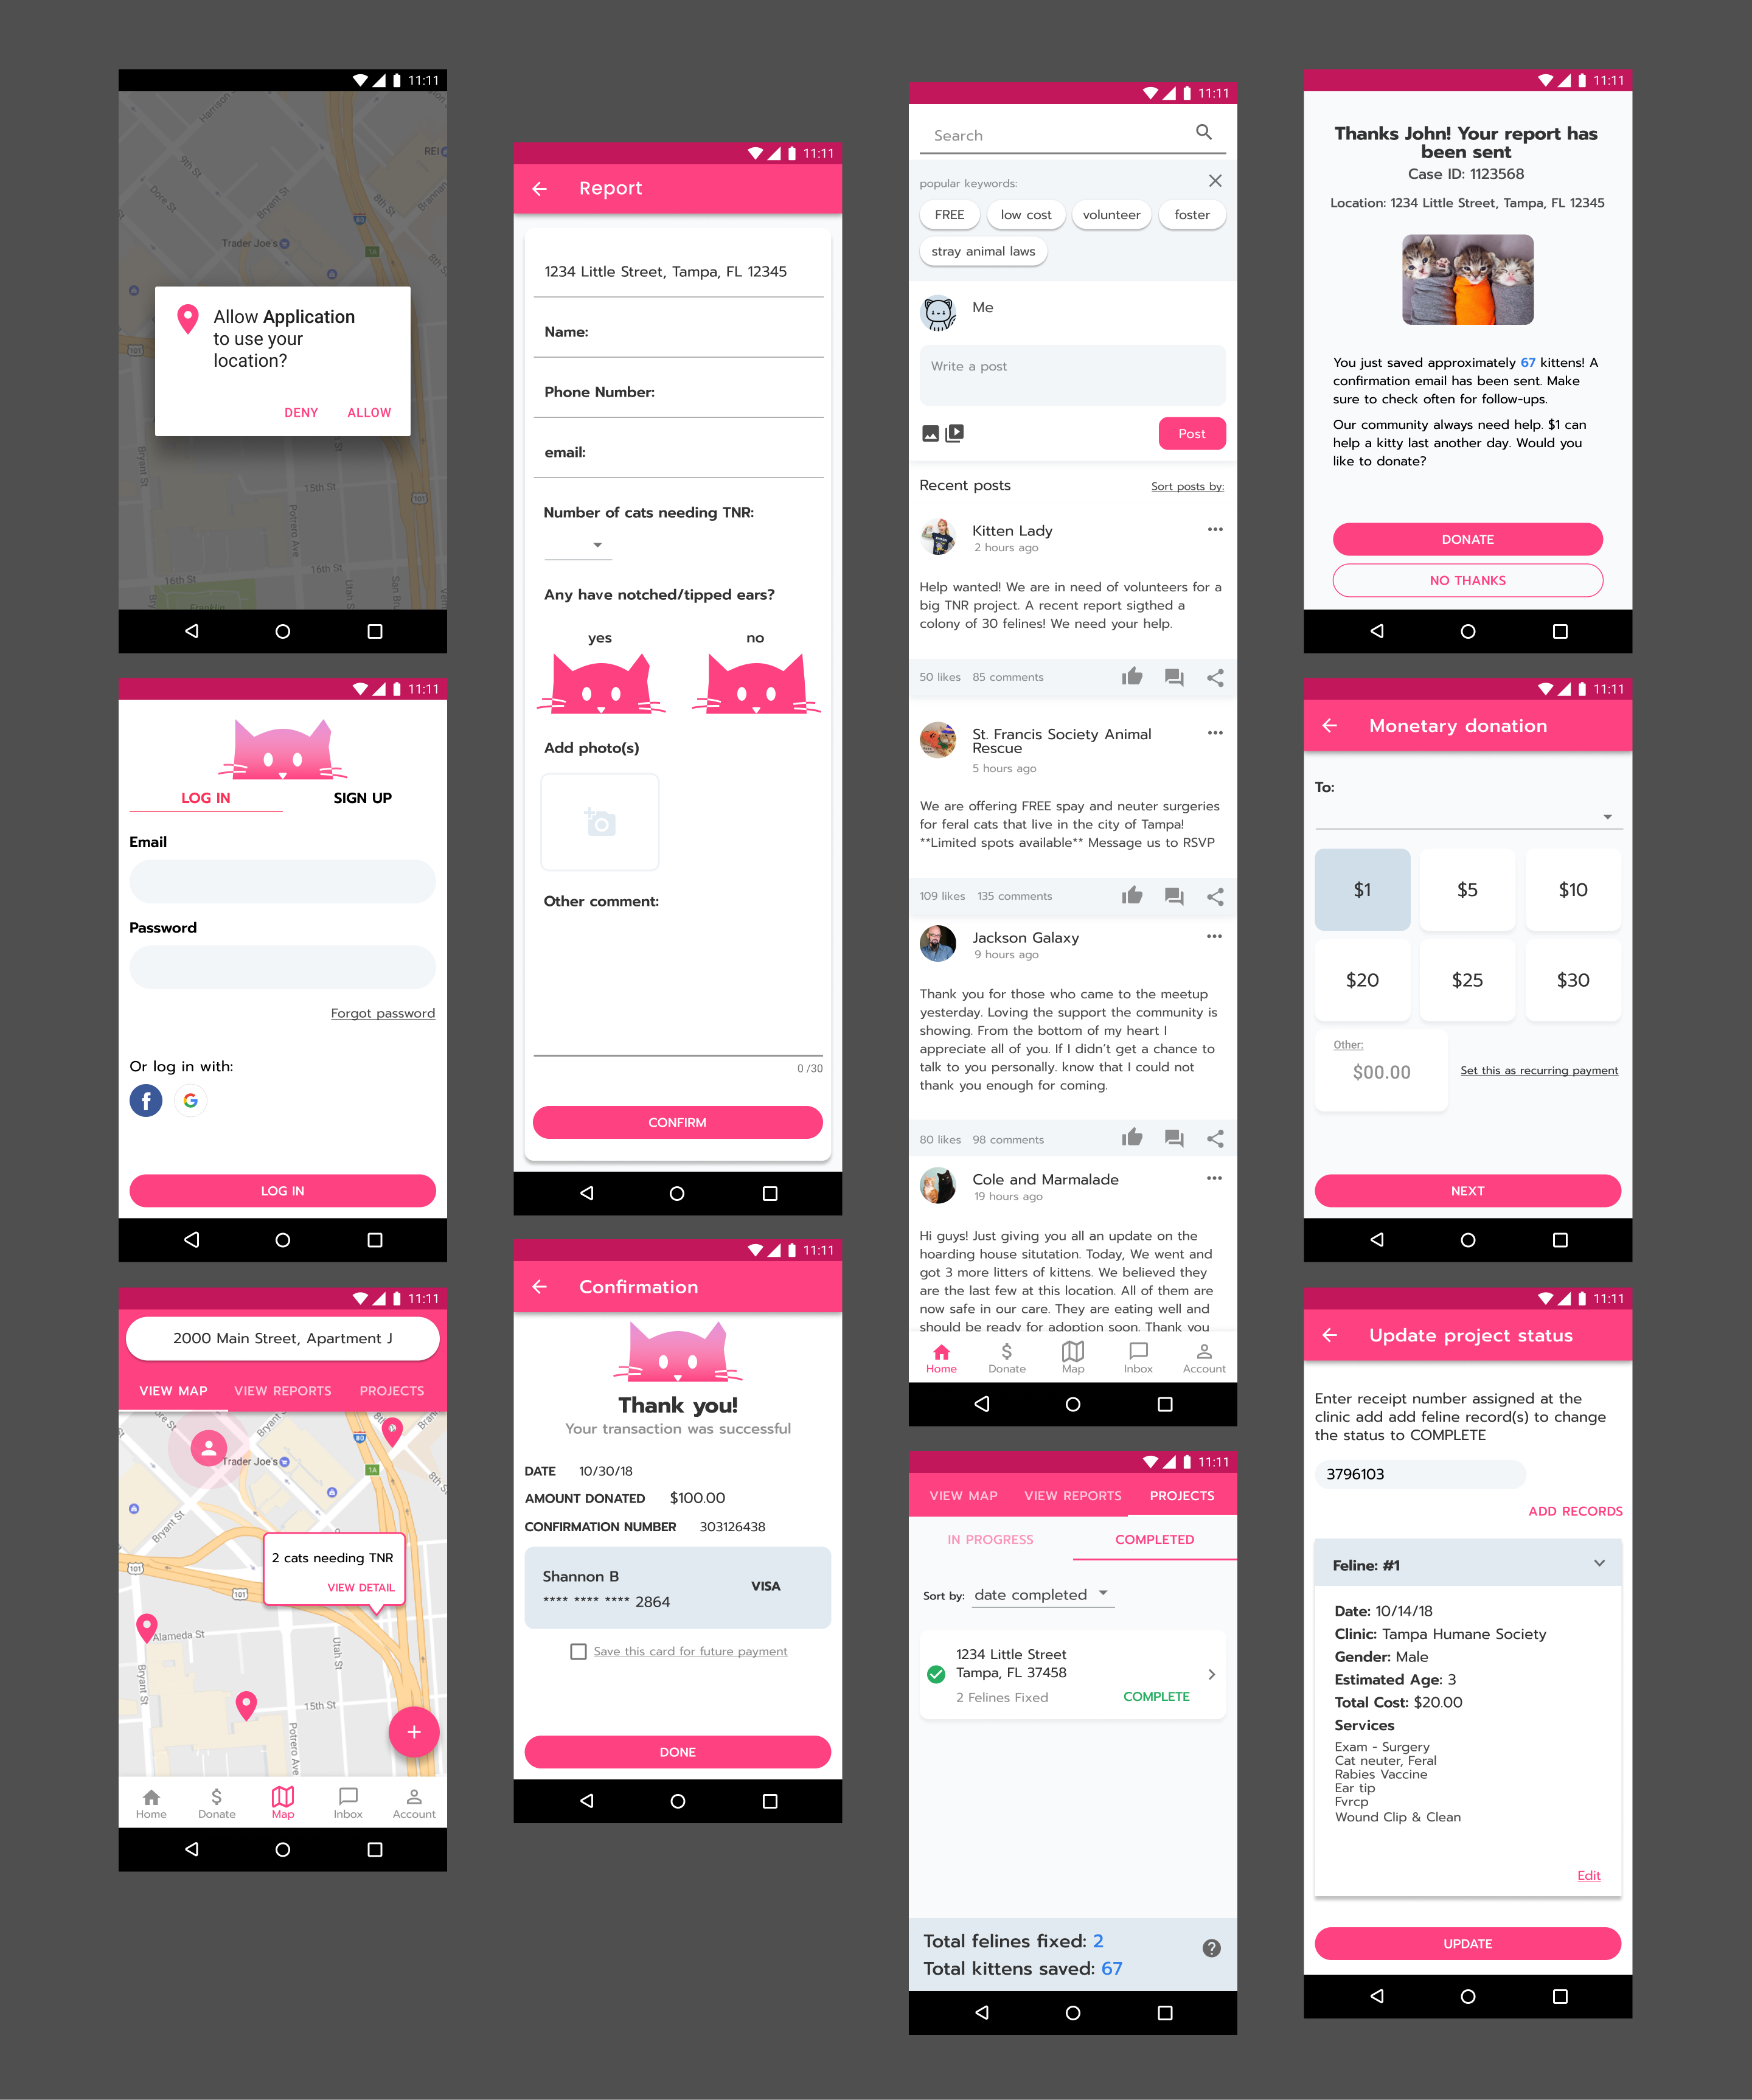 11:11
Harrison
9th St
Dore St
Bryant St
REI
80
8th St
Trader Joe's
1A
101
Allow Application
to use your
location?
DENY ALLOW
Bryant St
15th St
Potrero Ave
101
16th St
16th St
Utah St
Franklin
11:11
LOG IN SIGN UP
Email
Password
Forgot password
Or log in with:
f G
LOG IN
11:11
2000 Main Street, Apartment J
VIEW MAP VIEW REPORTS PROJECTS
Bryant St
80
Trader Joe's
1A
8th S
Bryant St
101
101
2 cats needing TNR
VIEW DETAIL
Alameda St
Utah St
Bryant St
15th St
Potrero Ave
+
Home Donate Map Inbox Account
11:11
Report
1234 Little Street, Tampa, FL 12345
Name:
Phone Number:
email:
Number of cats needing TNR:
Any have notched/tipped ears?
yes no
Add photo(s)
Other comment:
0 /30
CONFIRM
11:11
Confirmation
Thank you!
Your transaction was successful
DATE 10/30/18
AMOUNT DONATED $100.00
CONFIRMATION NUMBER 303126438
Shannon B
VISA
**** **** **** 2864
Save this card for future payment
DONE
11:11
Search
popular keywords:
FREE low cost volunteer foster
stray animal laws
Me
Write a post
Post
Recent posts Sort posts by:
Kitten Lady
2 hours ago
Help wanted! We are in need of volunteers for a
big TNR project. A recent report sigthed a
colony of 30 felines! We need your help.
50 likes 85 comments
St. Francis Society Animal
Rescue
5 hours ago
We are offering FREE spay and neuter surgeries
for feral cats that live in the city of Tampa!
**Limited spots available** Message us to RSVP
109 likes 135 comments
Jackson Galaxy
9 hours ago
Thank you for those who came to the meetup
yesterday. Loving the support the community is
showing. From the bottom of my heart I
appreciate all of you. If I didn't get a chance to
talk to you personally. know that I could not
thank you enough for coming.
80 likes 98 comments
Cole and Marmalade
19 hours ago
Hi guys! Just giving you all an update on the
hoarding house situtation. Today, We went and
got 3 more litters of kittens. We believed they
are the last few at this location. All of them are
now safe in our care. They are eating well and
should be ready for adoption soon. Thank you
Home Donate Map Inbox Account
11:11
VIEW MAP VIEW REPORTS PROJECTS
IN PROGRESS COMPLETED
Sort by: date completed
1234 Little Street
Tampa, FL 37458
2 Felines Fixed COMPLETE
Total felines fixed: 2
Total kittens saved: 67
11:11
Thanks John! Your report has
been sent
Case ID: 1123568
Location: 1234 Little Street, Tampa, FL 12345
You just saved approximately 67 kittens! A
confirmation email has been sent. Make
sure to check often for follow-ups.
Our community always need help. $1 can
help a kitty last another day. Would you
like to donate?
DONATE
NO THANKS
11:11
Monetary donation
To:
$1 $5 $10
$20 $25 $30
Other:
$00.00
Set this as recurring payment
NEXT
11:11
Update project status
Enter receipt number assigned at the
clinic add add feline record(s) to change
the status to COMPLETE
3796103
ADD RECORDS
Feline: #1
Date: 10/14/18
Clinic: Tampa Humane Society
Gender: Male
Estimated Age: 3
Total Cost: $20.00
Services
Exam - Surgery
Cat neuter, Feral
Rabies Vaccine
Ear tip
Fvrcp
Wound Clip & Clean
Edit
UPDATE